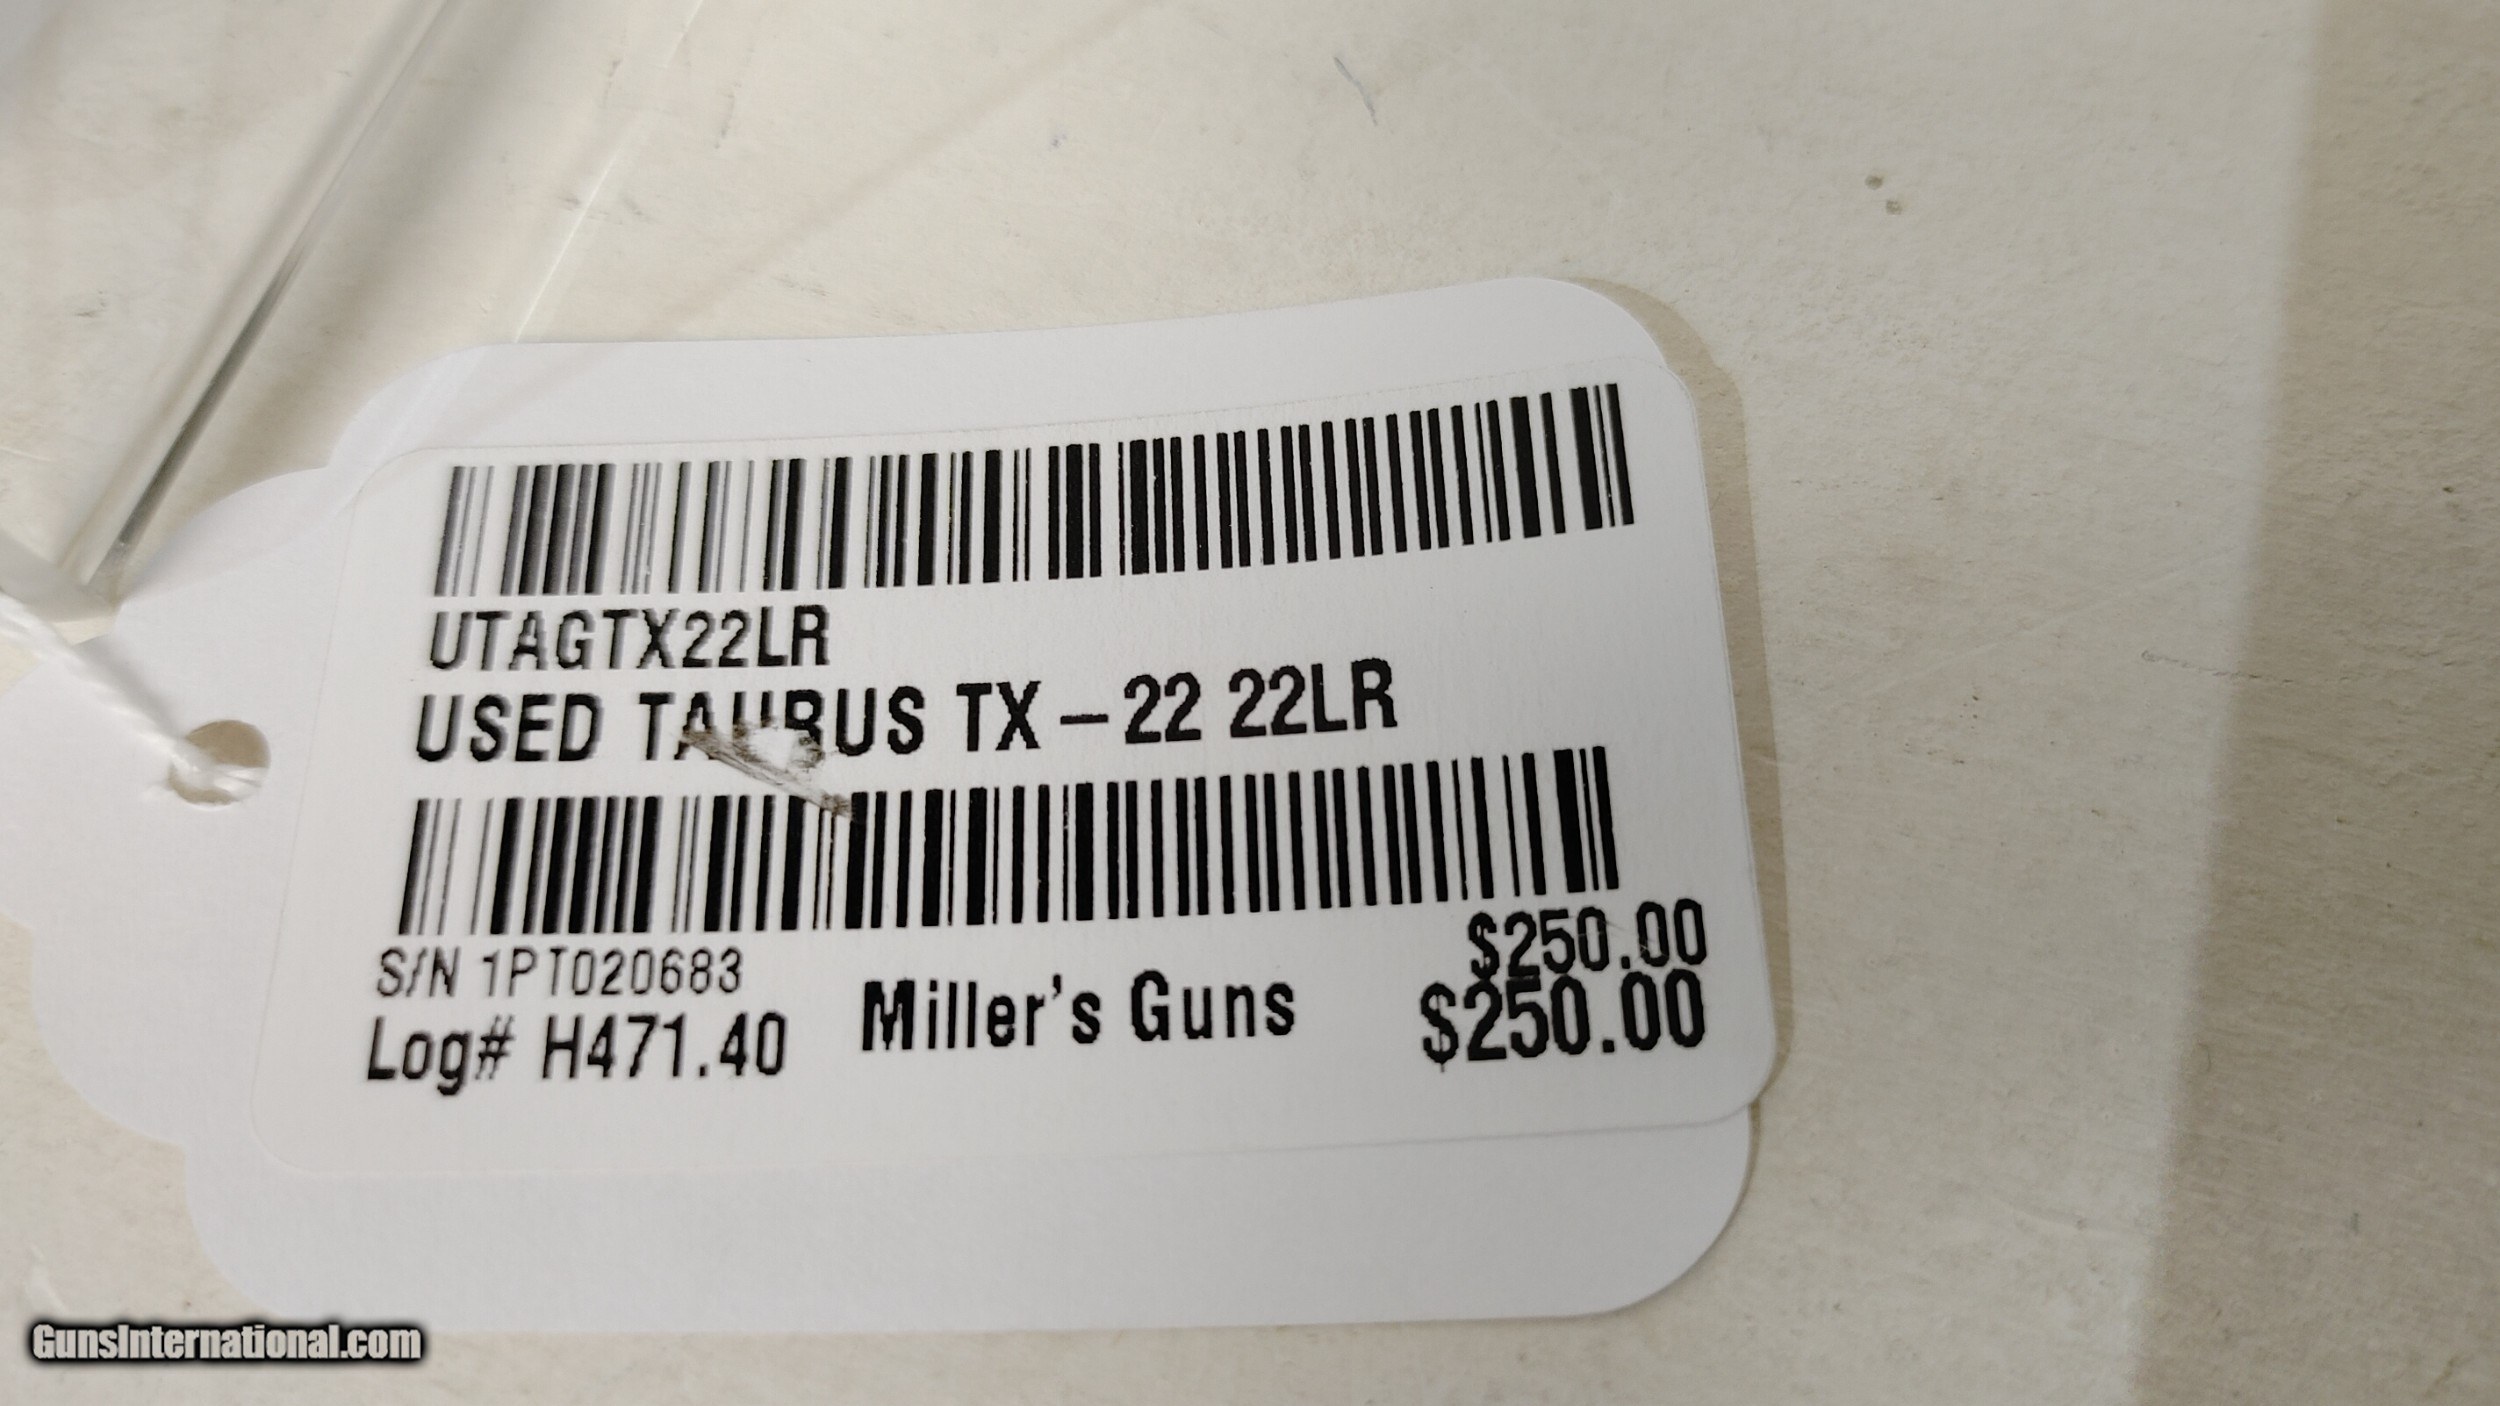 UTAGTX22LR
USED TAURUS TX-22 22LR
S/N 1PT020683
$250.00
Log# H471.40
Miller's Guns
$250.00
GunsInternational.com